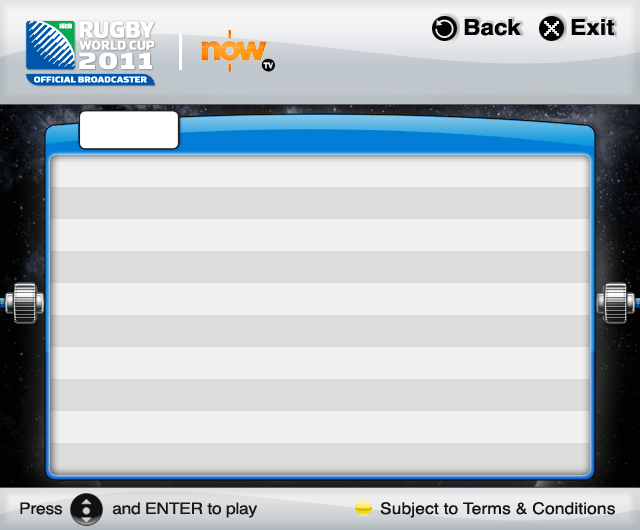 IRB
RUGBY
WORLD CUP
2011
OFFICIAL BROADCASTER
now
TV
Back
Exit
Press and ENTER to play
Subject to Terms & Conditions